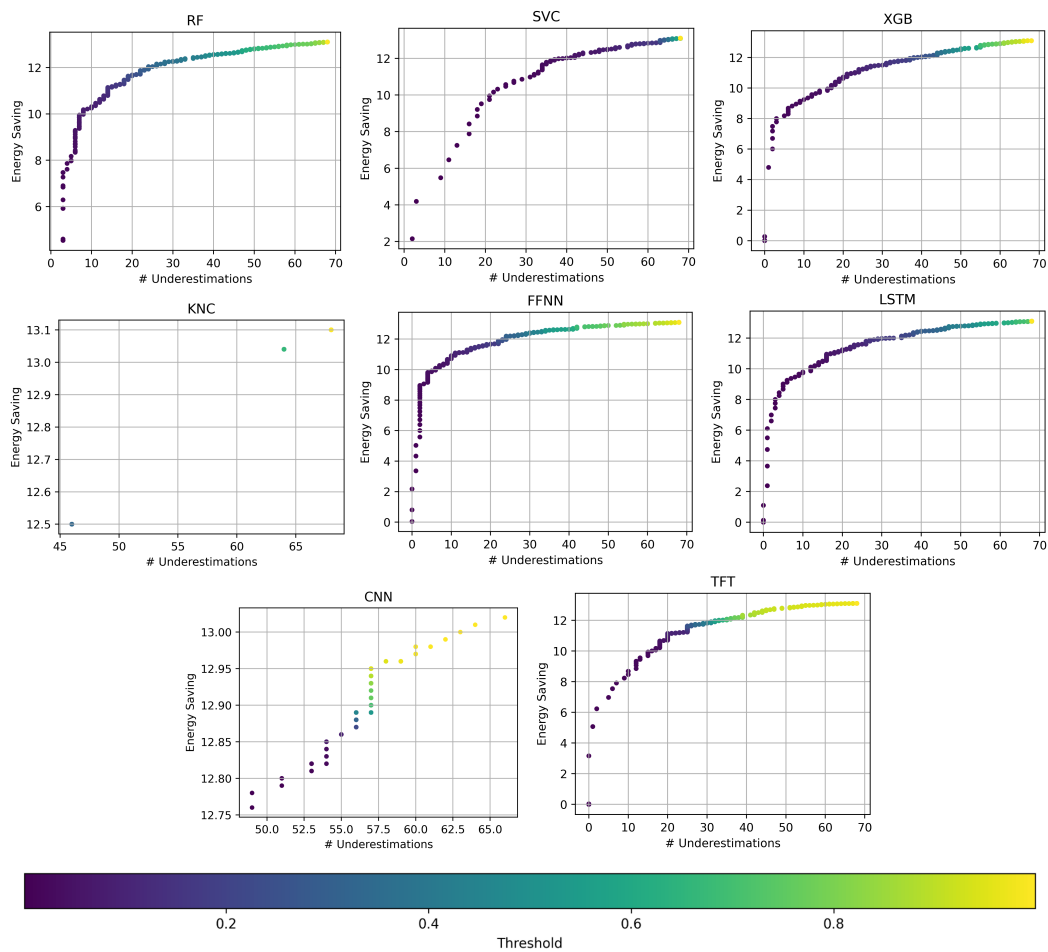 RF
Energy Saving
12
10
8
6
0 10 20 30 40 50 60 70
# Underestimations
SVC
Energy Saving
12
10
8
6
4
2
0 10 20 30 40 50 60 70
# Underestimations
XGB
Energy Saving
12
10
8
6
4
2
0
0 10 20 30 40 50 60 70
# Underestimations
KNC
Energy Saving
13.1
13.0
12.9
12.8
12.7
12.6
12.5
45 50 55 60 65
# Underestimations
FFNN
Energy Saving
12
10
8
6
4
2
0
0 10 20 30 40 50 60 70
# Underestimations
LSTM
Energy Saving
12
10
8
6
4
2
0
0 10 20 30 40 50 60 70
# Underestimations
CNN
Energy Saving
13.00
12.95
12.90
12.85
12.80
12.75
50.0 52.5 55.0 57.5 60.0 62.5 65.0
# Underestimations
TFT
Energy Saving
12
10
8
6
4
2
0
0 10 20 30 40 50 60 70
# Underestimations
0.2 0.4 0.6 0.8
Threshold